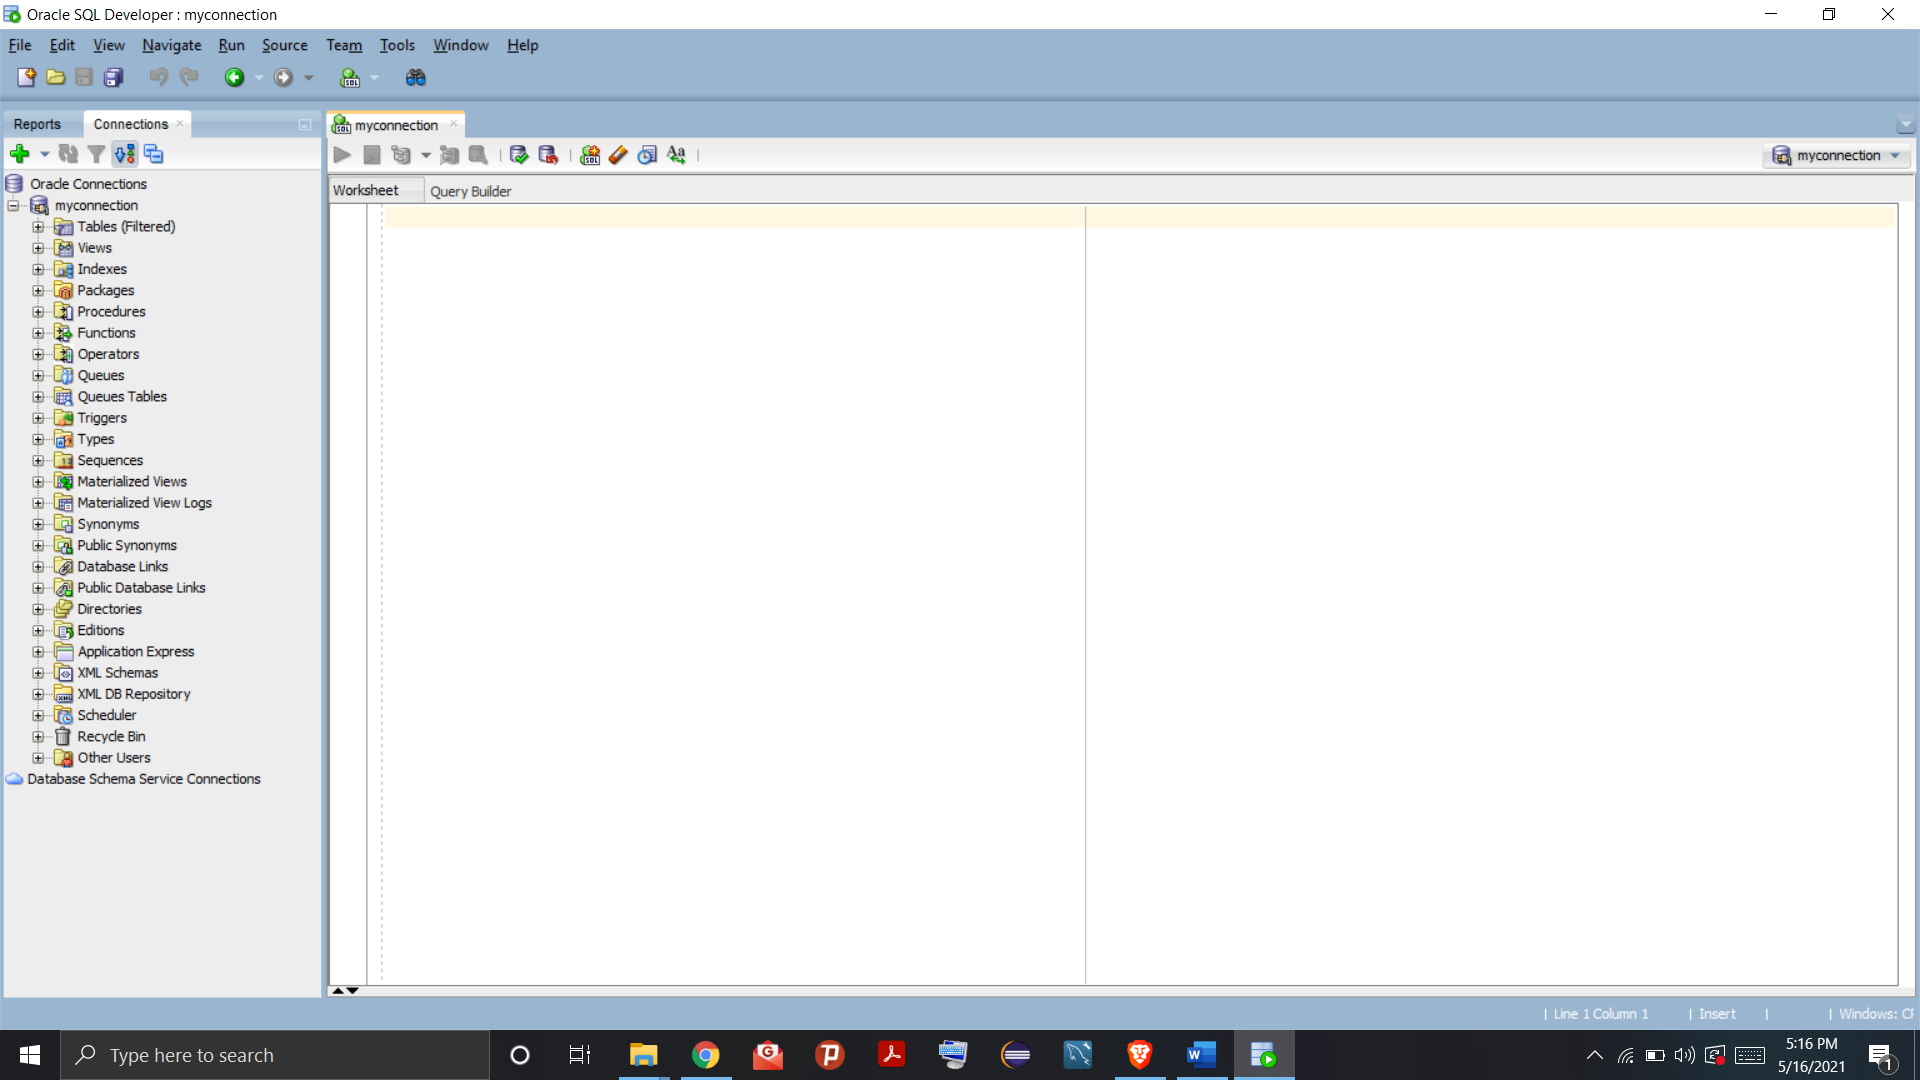 Oracle SQL Developer : myconnection
File Edit View Navigate Run Source Team Tools Window Help
Reports Connections
myconnection
myconnection
Worksheet Query Builder
Oracle Connections
myconnection
Tables (Filtered)
Views
Indexes
Packages
Procedures
Functions
Operators
Queues
Queues Tables
Triggers
Types
Sequences
Materialized Views
Materialized View Logs
Synonyms
Public Synonyms
Database Links
Public Database Links
Directories
Editions
Application Express
XML Schemas
XML DB Repository
Scheduler
Recycle Bin
Other Users
Database Schema Service Connections
| Line 1 Column 1 | Insert | | Windows: CF
Type here to search
5:16 PM
5/16/2021
1